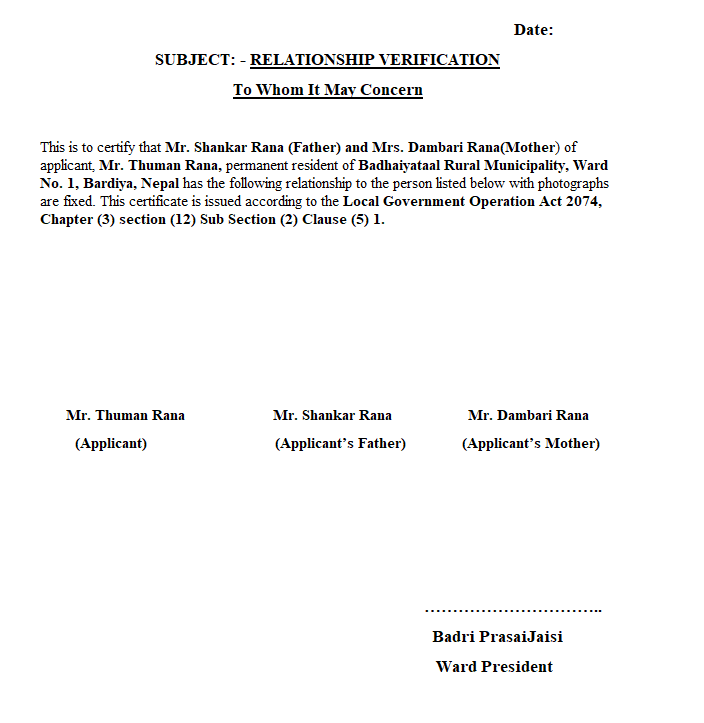 Date:
SUBJECT: - RELATIONSHIP VERIFICATION
To Whom It May Concern
This is to certify that Mr. Shankar Rana (Father) and Mrs. Dambari Rana(Mother) of
applicant, Mr. Thuman Rana, permanent resident of Badhaiyataal Rural Municipality, Ward
No. 1, Bardiya, Nepal has the following relationship to the person listed below with photographs
are fixed. This certificate is issued according to the Local Government Operation Act 2074,
Chapter (3) section (12) Sub Section (2) Clause (5) 1.
Mr. Thuman Rana Mr. Shankar Rana Mr. Dambari Rana
(Applicant) (Applicant’s Father) (Applicant’s Mother)
……………………………..
Badri PrasaiJaisi
Ward President